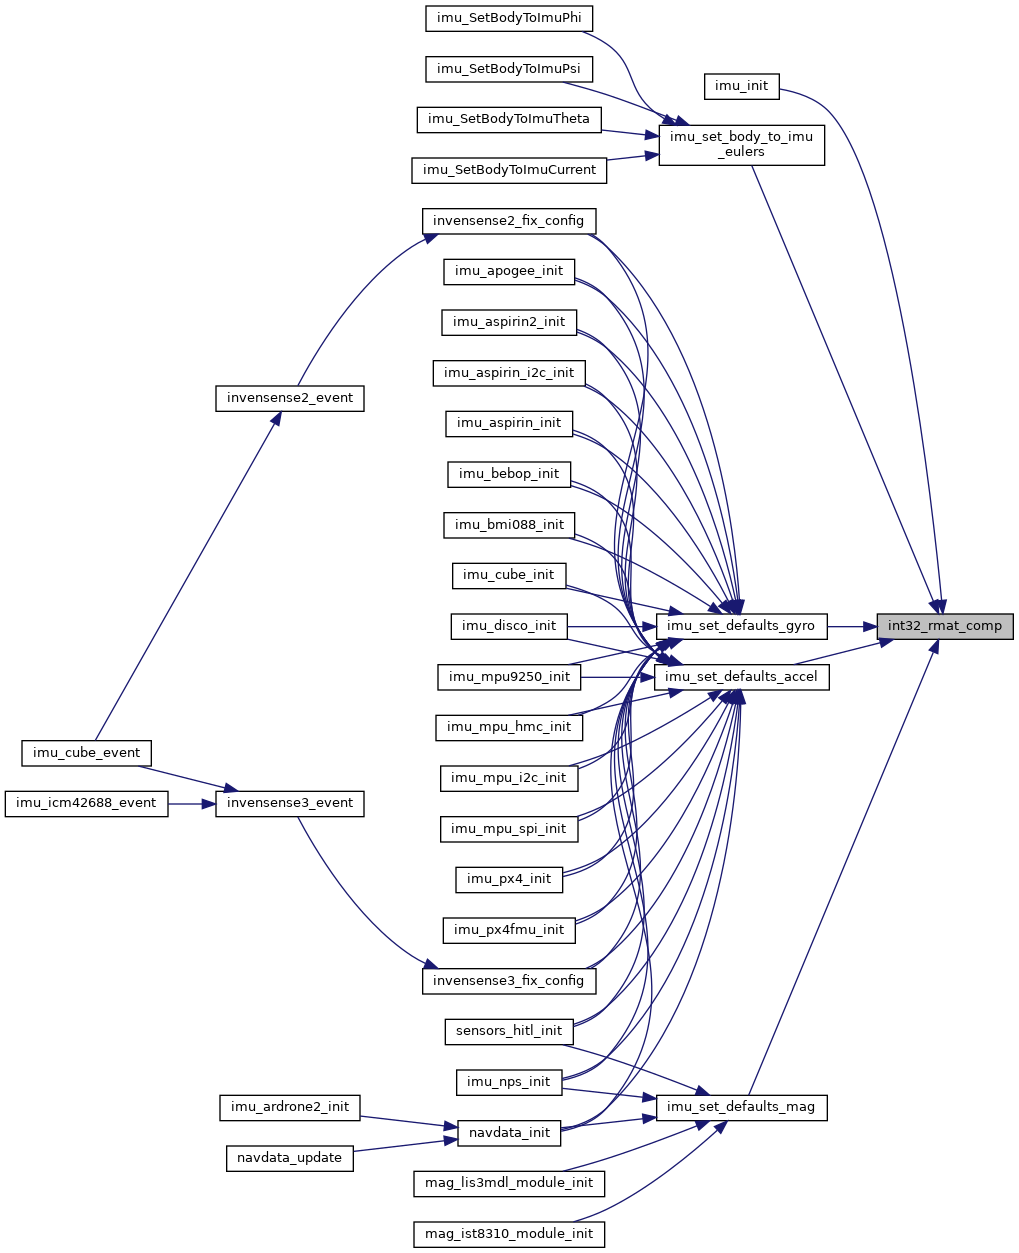 imu_SetBodyToImuPhi
imu_SetBodyToImuPsi
imu_init
imu_SetBodyToImuTheta
imu_set_body_to_imu
_eulers
imu_SetBodyToImuCurrent
invensense2_fix_config
imu_apogee_init
imu_aspirin2_init
imu_aspirin_i2c_init
invensense2_event
imu_aspirin_init
imu_bebop_init
imu_bmi088_init
imu_cube_init
imu_disco_init
imu_set_defaults_gyro
int32_rmat_comp
imu_mpu9250_init
imu_set_defaults_accel
imu_mpu_hmc_init
imu_cube_event
imu_mpu_i2c_init
imu_icm42688_event
invensense3_event
imu_mpu_spi_init
imu_px4_init
imu_px4fmu_init
invensense3_fix_config
sensors_hitl_init
imu_nps_init
imu_ardrone2_init
imu_set_defaults_mag
navdata_init
navdata_update
mag_lis3mdl_module_init
mag_ist8310_module_init